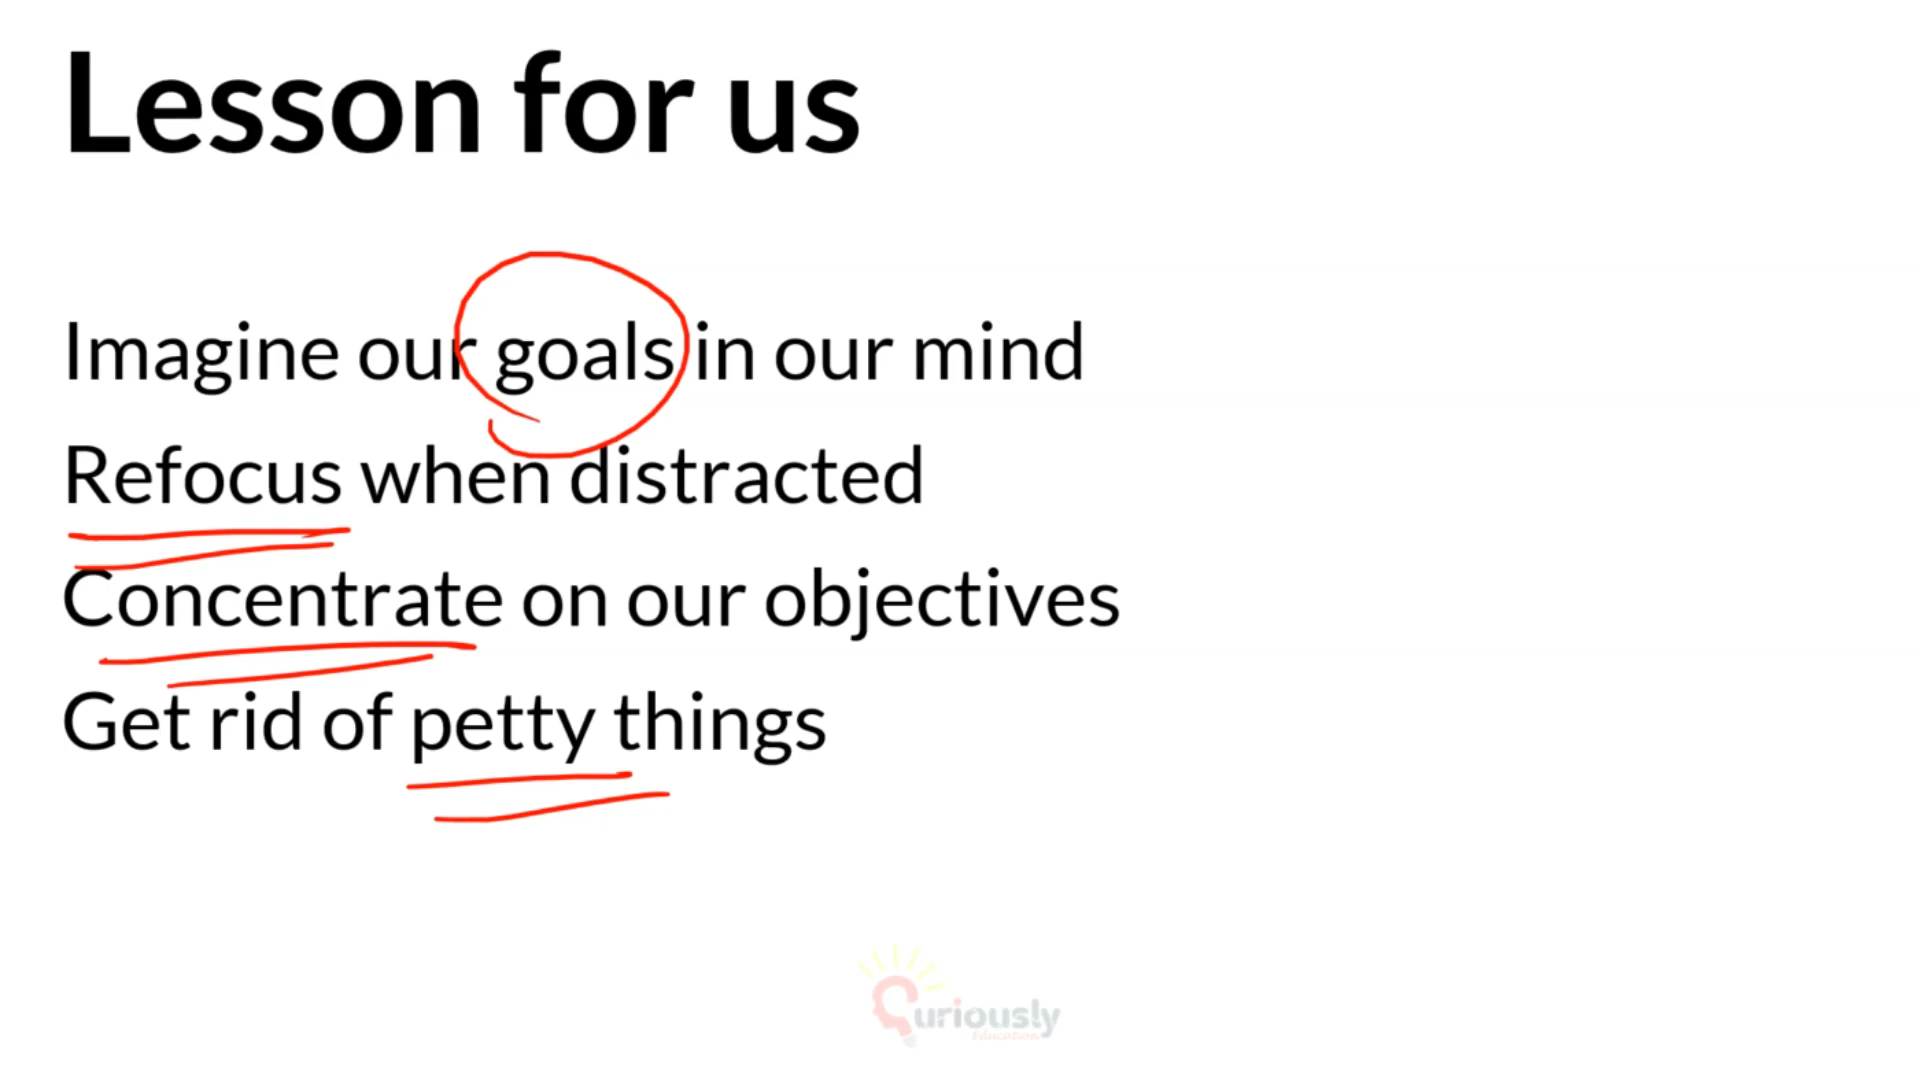 Lesson for us
Imagine our goals in our mind
Refocus when distracted
Concentrate on our objectives
Get rid of petty things
Curiously
Education